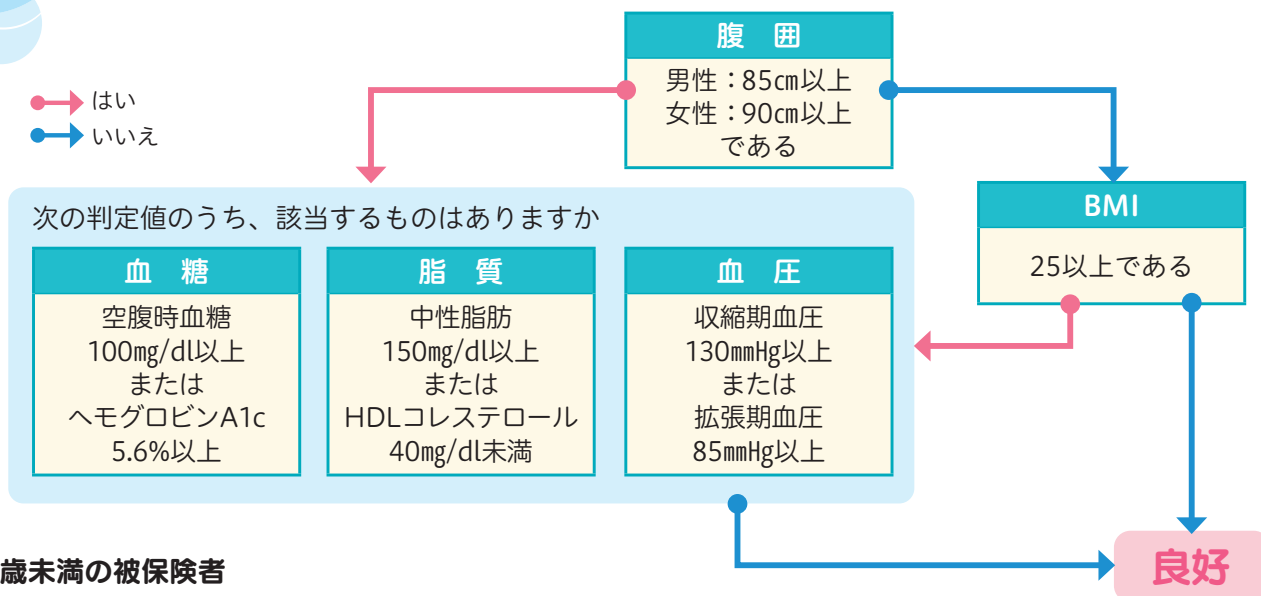 腹 囲
男性：85㎝以上
女性：90㎝以上
である
はい
いいえ
BMI
25以上である
次の判定値のうち、該当するものはありますか
血 糖
空腹時血糖
100㎎/dl以上
または
ヘモグロビンA1c
5.6%以上
脂 質
中性脂肪
150㎎/dl以上
または
HDLコレステロール
40㎎/dl未満
血 圧
収縮期血圧
130㎜Hg以上
または
拡張期血圧
85㎜Hg以上
良好
歳未満の被保険者